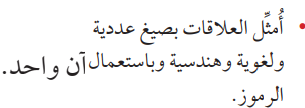 • أُمثِّل العلاقات بصيغ عددية
ولغوية وهندسية وباستعمال آن واحد.
الرموز.